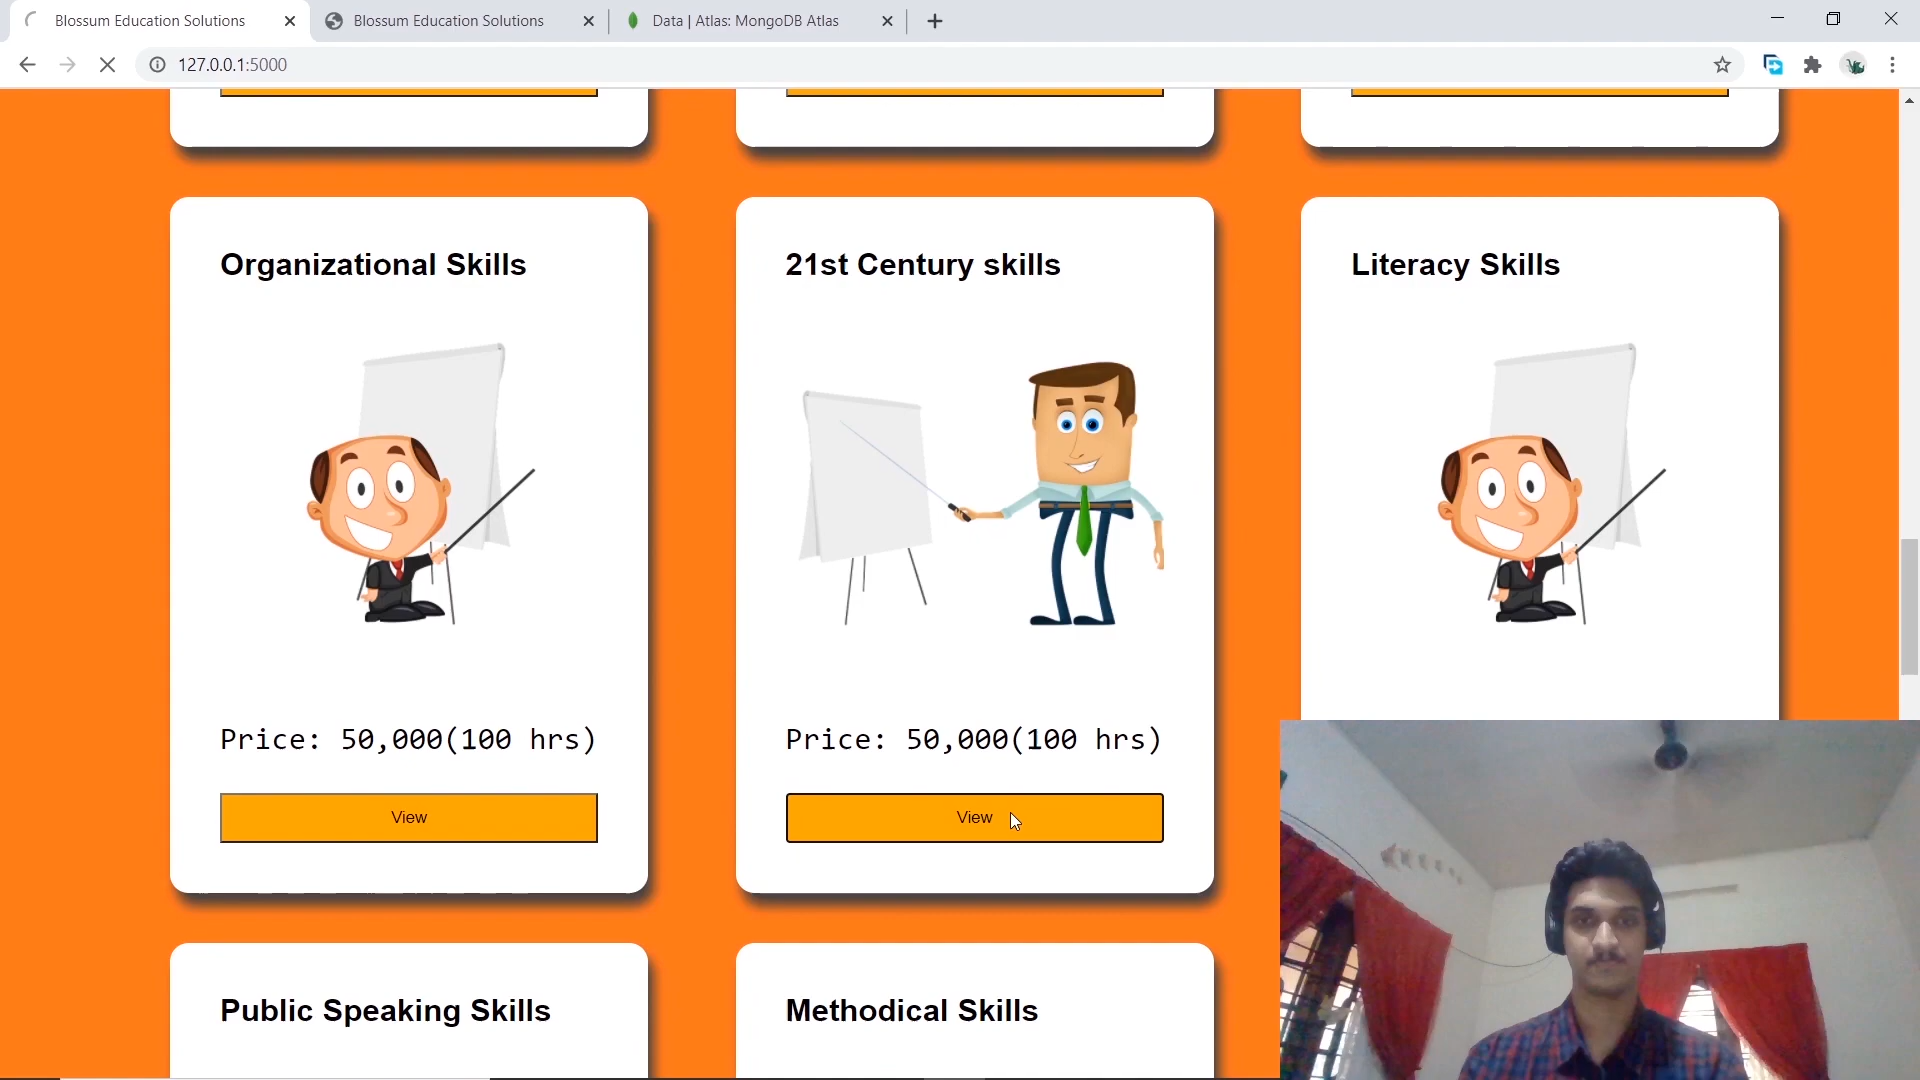 Blossum Education Solutions
Blossum Education Solutions
Data | Atlas: MongoDB Atlas
127.0.0.1:5000
Organizational Skills
21st Century skills
Literacy Skills
Price: 50,000(100 hrs)
Price: 50,000(100 hrs)
View
View
Public Speaking Skills
Methodical Skills